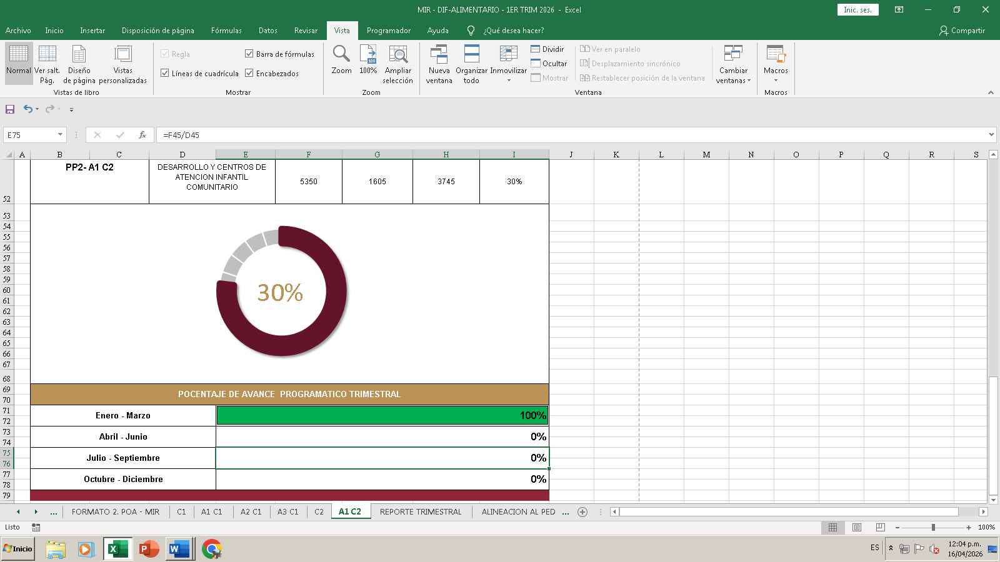 MIR - DIF-ALIMENTARIO - 1ER TRIM 2026 - Excel
Inic. ses.
Archivo Inicio Insertar Disposición de página Fórmulas Datos Revisar Vista Programador Ayuda ¿Qué desea hacer? Compartir
Normal
Ver salt. Pág.
Diseño de página
Vistas personalizadas
Vistas de libro
Regla
Barra de fórmulas
Líneas de cuadrícula
Encabezados
Mostrar
Zoom
100
100%
Ampliar selección
Zoom
Nueva ventana
Organizar todo
Inmovilizar
Dividir
Ocultar
Mostrar
Ver en paralelo
Desplazamiento sincrónico
Restablecer posición de la ventana
Cambiar ventanas
Ventana
Macros
Macros
E75
fx
=F45/D45
A B C D E F G H I J K L M N O P Q R S
PP2- A1 C2
DESARROLLO Y CENTROS DE
ATENCION INFANTIL
COMUNITARIO
5350 1605 3745 30%
52
53
54
55
56
57
58
59
60
61
62
63
64
65
66
67
68
69
70
71
72
73
74
75
76
77
78
79
30%
POCENTAJE DE AVANCE PROGRAMATICO TRIMESTRAL
Enero - Marzo 100%
Abril - Junio 0%
Julio - Septiembre 0%
Octubre - Diciembre 0%
... FORMATO 2. POA - MIR C1 A1 C1 A2 C1 A3 C1 C2 A1 C2 REPORTE TRIMESTRAL ALINEACION AL PED ...
Listo
100%
Inicio
ES
12:04 p.m.
16/04/2026